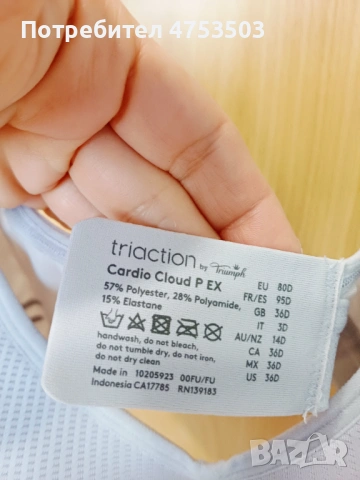 Потребител 4753503
triaction by Triumph
Cardio Cloud P EX
57% Polyester, 28% Polyamide,
15% Elastane
handwash, do not bleach,
do not tumble dry, do not iron,
do not dry clean
Made in 10205923 00FU/FU
Indonesia CA17785 RN139183
EU 80D
FR/ES 95D
GB 36D
IT 3D
AU/NZ 14D
CA 36D
MX 36D
US 36D
bazar.bg